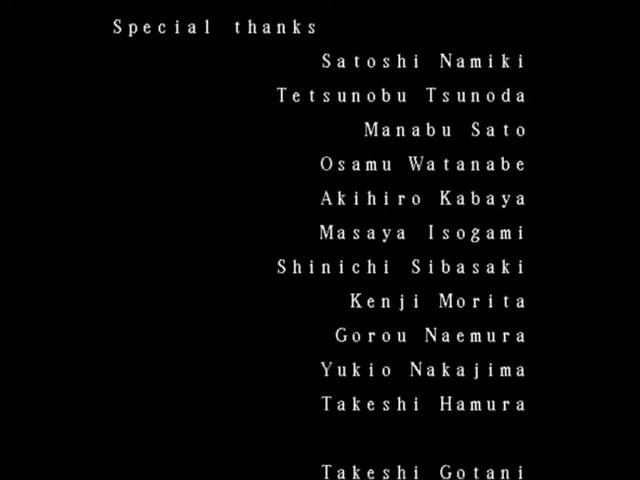 Special thanks
Satoshi Namiki
Tetsunobu Tsunoda
Manabu Sato
Osamu Watanabe
Akihiro Kabaya
Masaya Isogami
Shinichi Sibasaki
Kenji Morita
Gorou Naemura
Yukio Nakajima
Takeshi Hamura
Takeshi Gotani